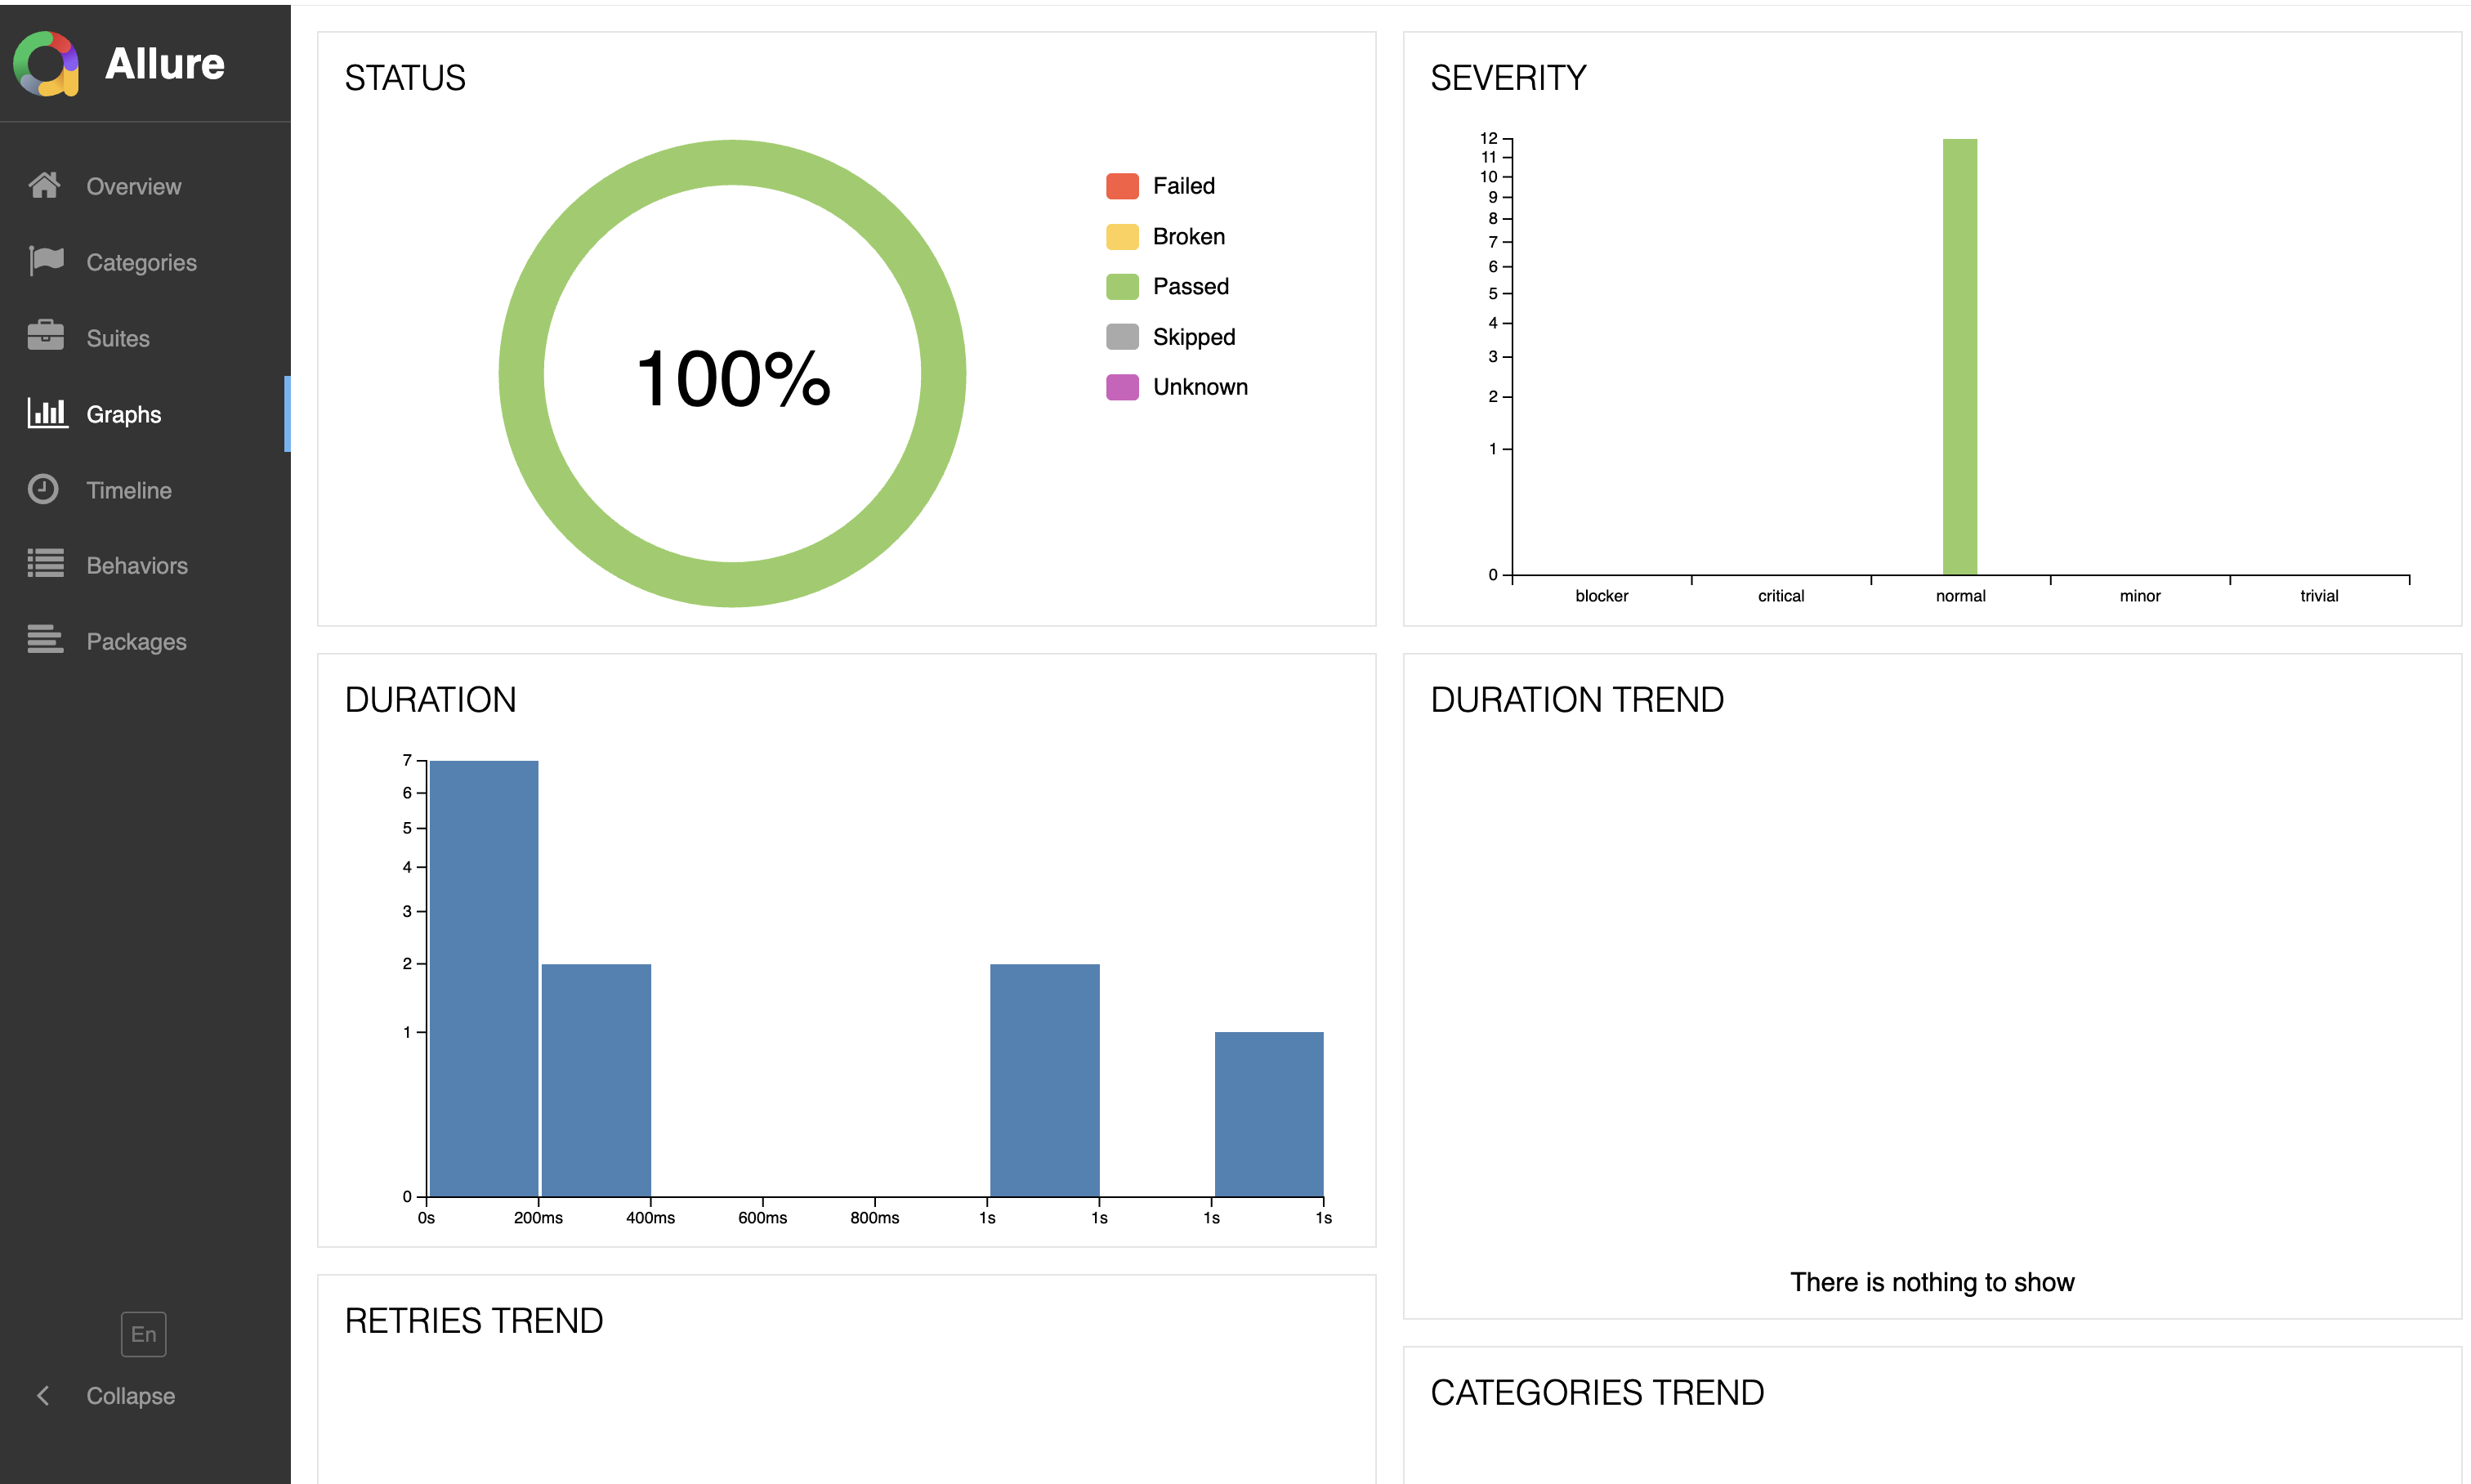 Allure
Overview
Categories
Suites
Graphs
Timeline
Behaviors
Packages
En
Collapse
STATUS
100%
Failed
Broken
Passed
Skipped
Unknown
SEVERITY
12
11
10
9
8
7
6
5
4
3
2
1
0
blocker critical normal minor trivial
DURATION
7
6
5
4
3
2
1
0
0s 200ms 400ms 600ms 800ms 1s 1s 1s 1s
DURATION TREND
There is nothing to show
RETRIES TREND
CATEGORIES TREND